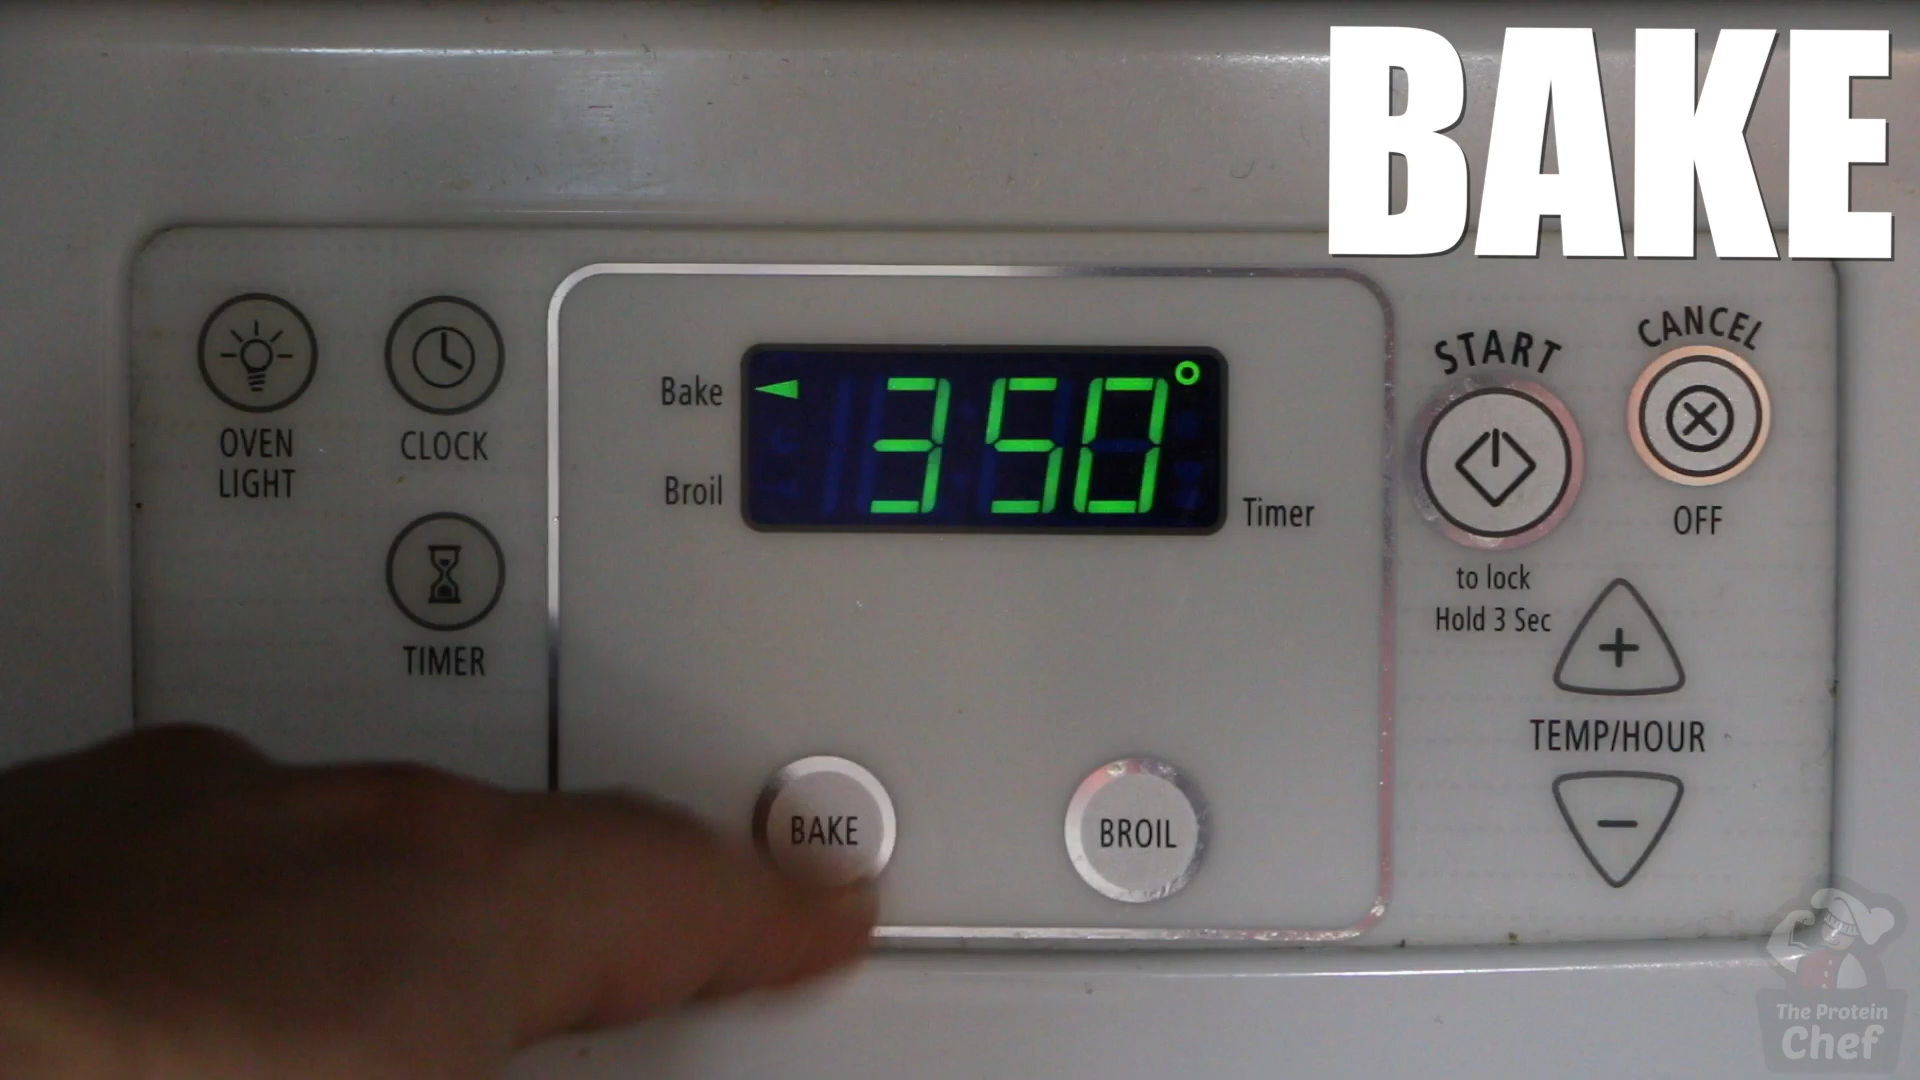 BAKE
OVEN
LIGHT
CLOCK
TIMER
Bake
350°
Broil
Timer
START
CANCEL
OFF
to lock
Hold 3 Sec
+
TEMP/HOUR
-
BAKE
BROIL
The Protein
Chef